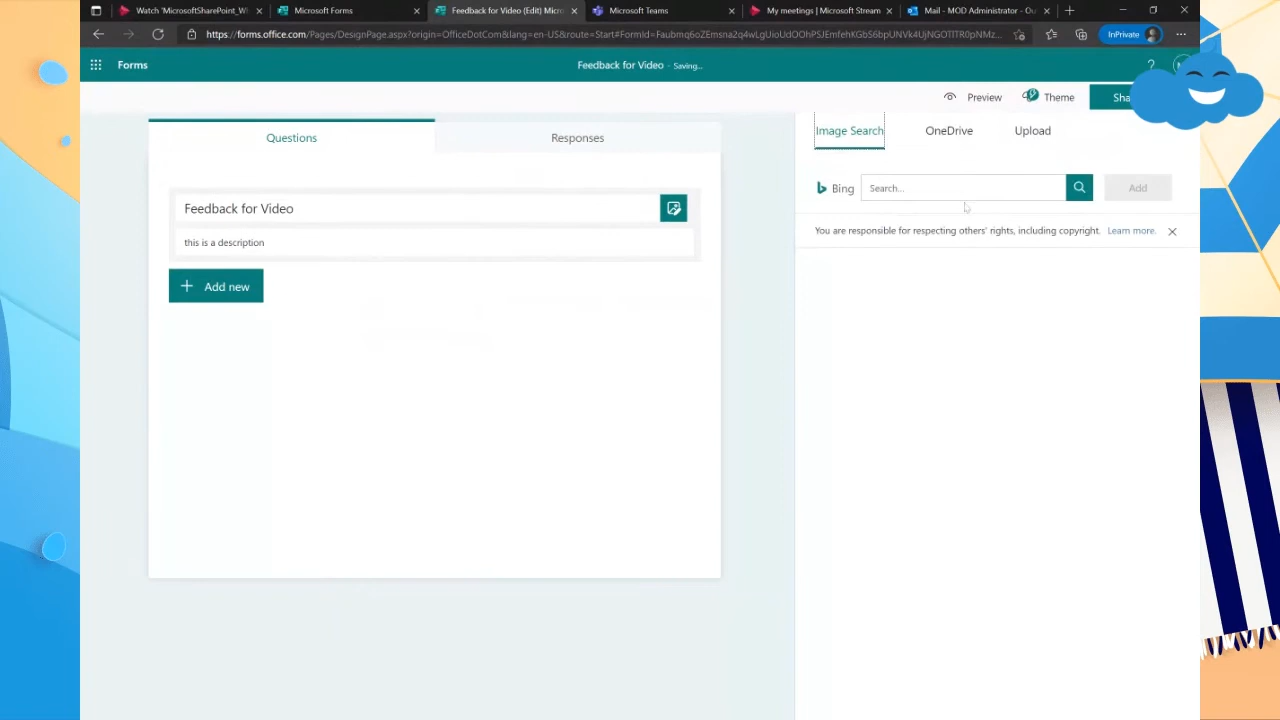 Watch 'MicrosoftSharePoint_W
Microsoft Forms
Feedback for Video (Edit) Micro
Microsoft Teams
My meetings | Microsoft Stream
Mail - MOD Administrator - Ou
InPrivate
Forms
Feedback for Video - Saving...
?
Preview
Theme
Sha
Questions
Responses
Image Search
OneDrive
Upload
Bing
Search...
Add
Feedback for Video
You are responsible for respecting others' rights, including copyright. Learn more.
this is a description
Add new